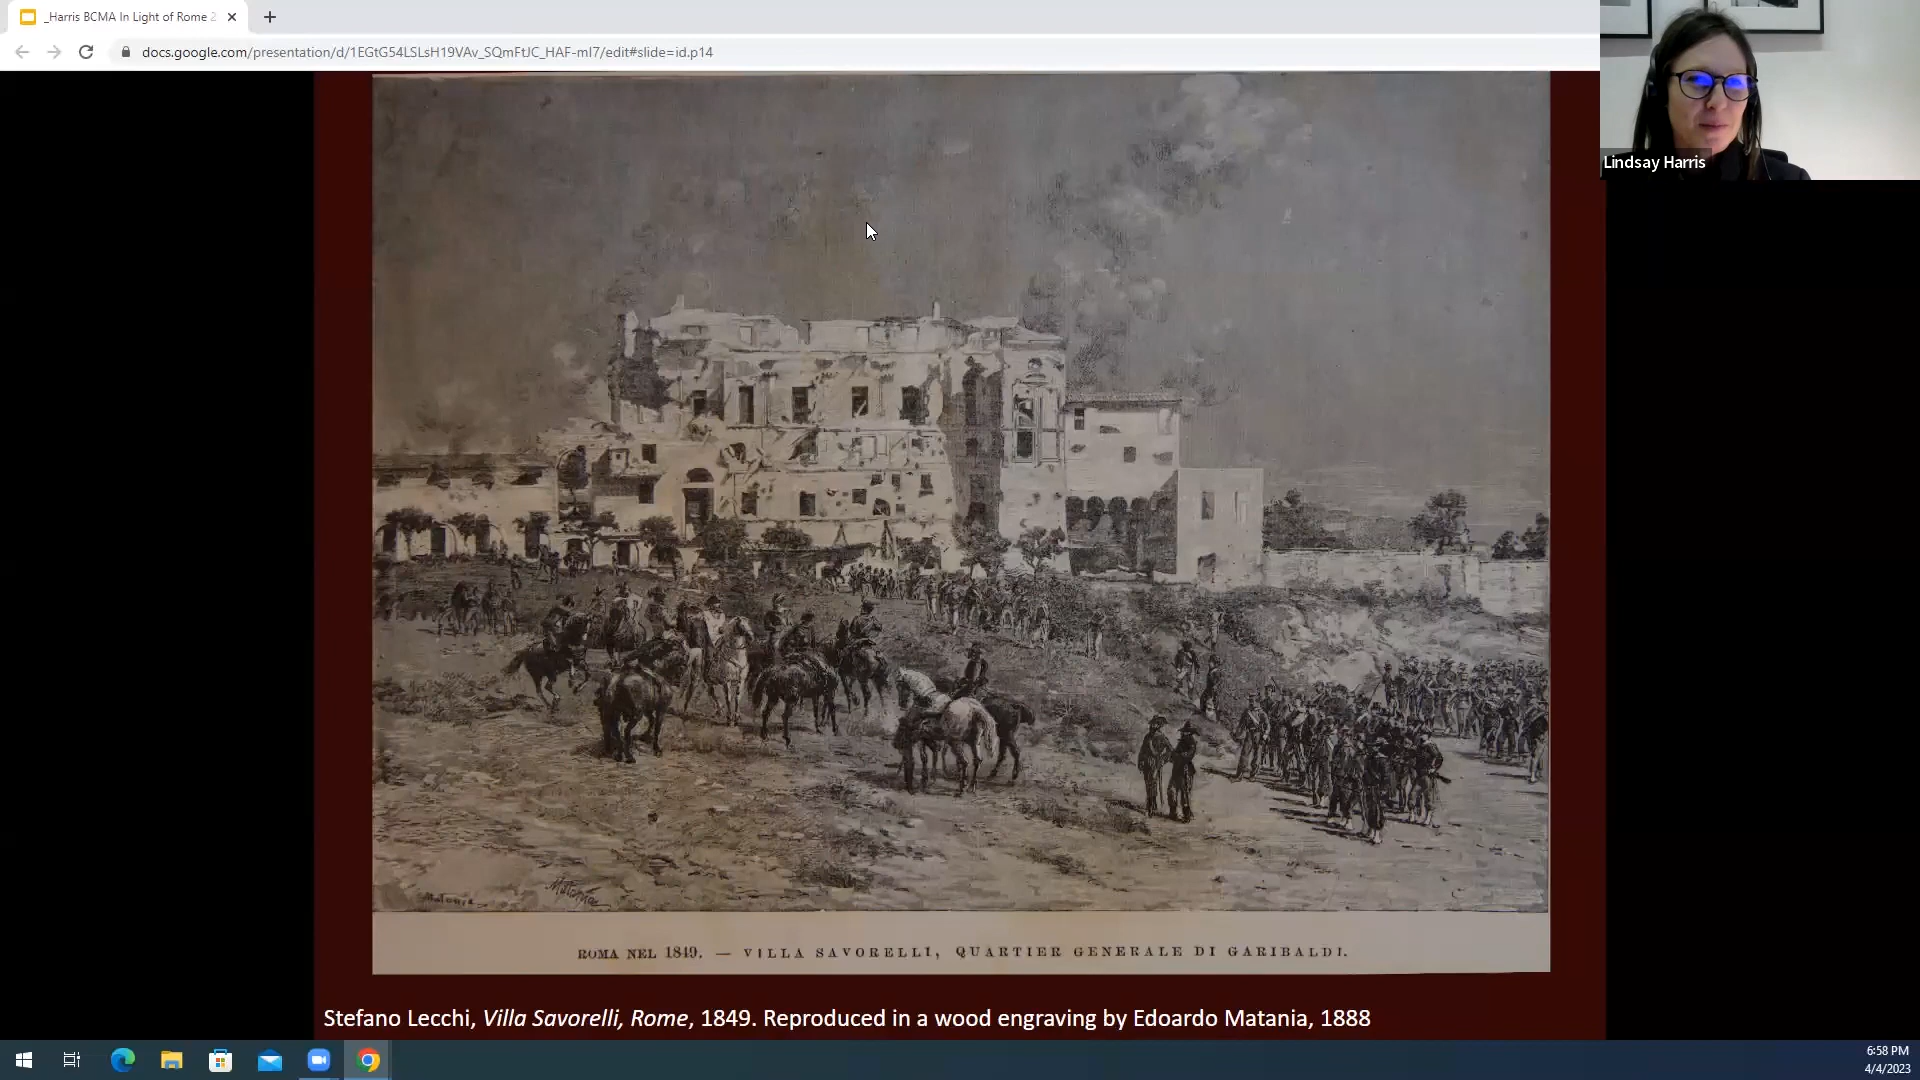 _Harris BCMA In Light of Rome 2
docs.google.com/presentation/d/1EGtG54LSLsH19VAv_SQmFtJC_HAF-mI7/edit#slide=id.p14
Lindsay Harris
Matania
Matania
ROMA NEL 1849. — VILLA SAVORELLI, QUARTIER GENERALE DI GARIBALDI.
Stefano Lecchi, Villa Savorelli, Rome, 1849. Reproduced in a wood engraving by Edoardo Matania, 1888
6:58 PM
4/4/2023